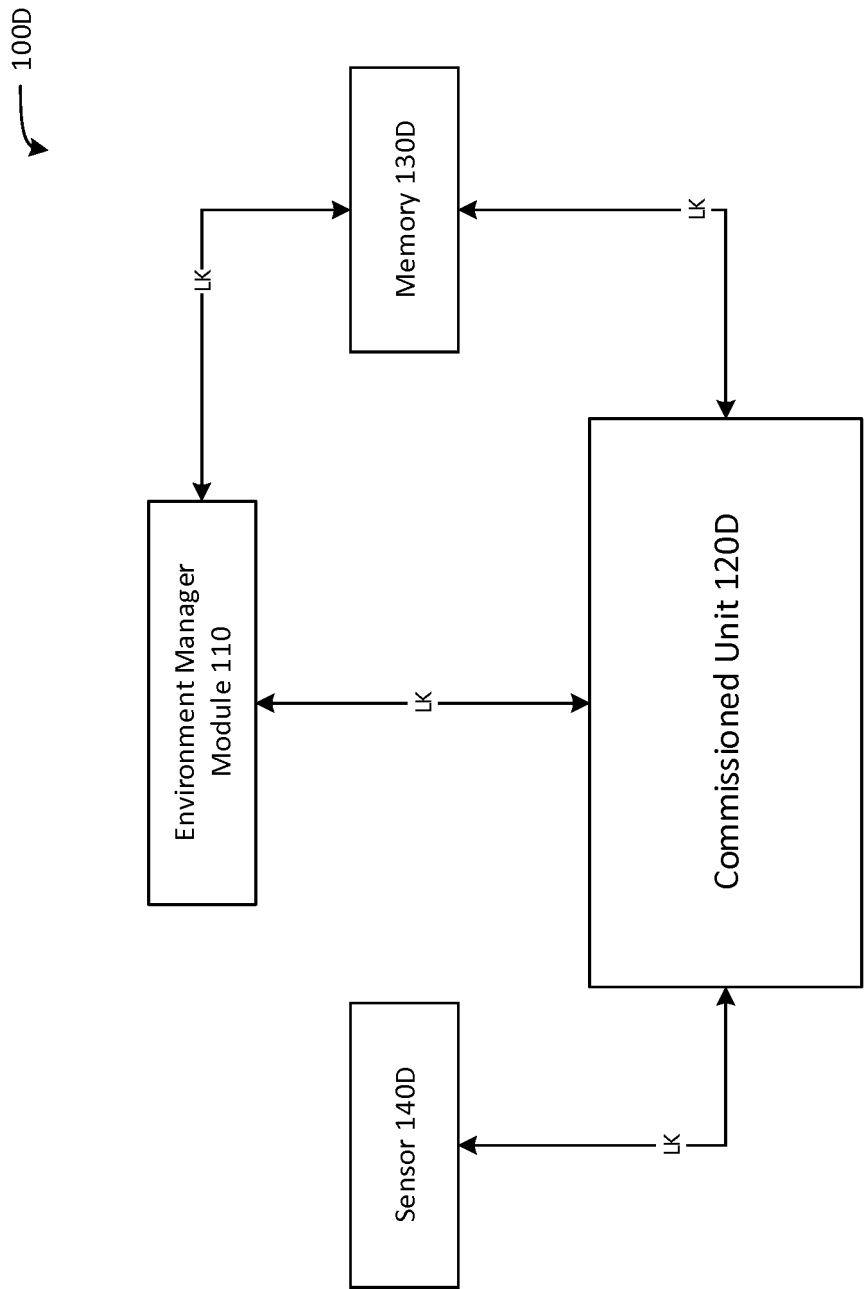 100D
Environment Manager
Module 110
LK
Memory 130D
LK
LK
Sensor 140D
LK
Commissioned Unit 120D